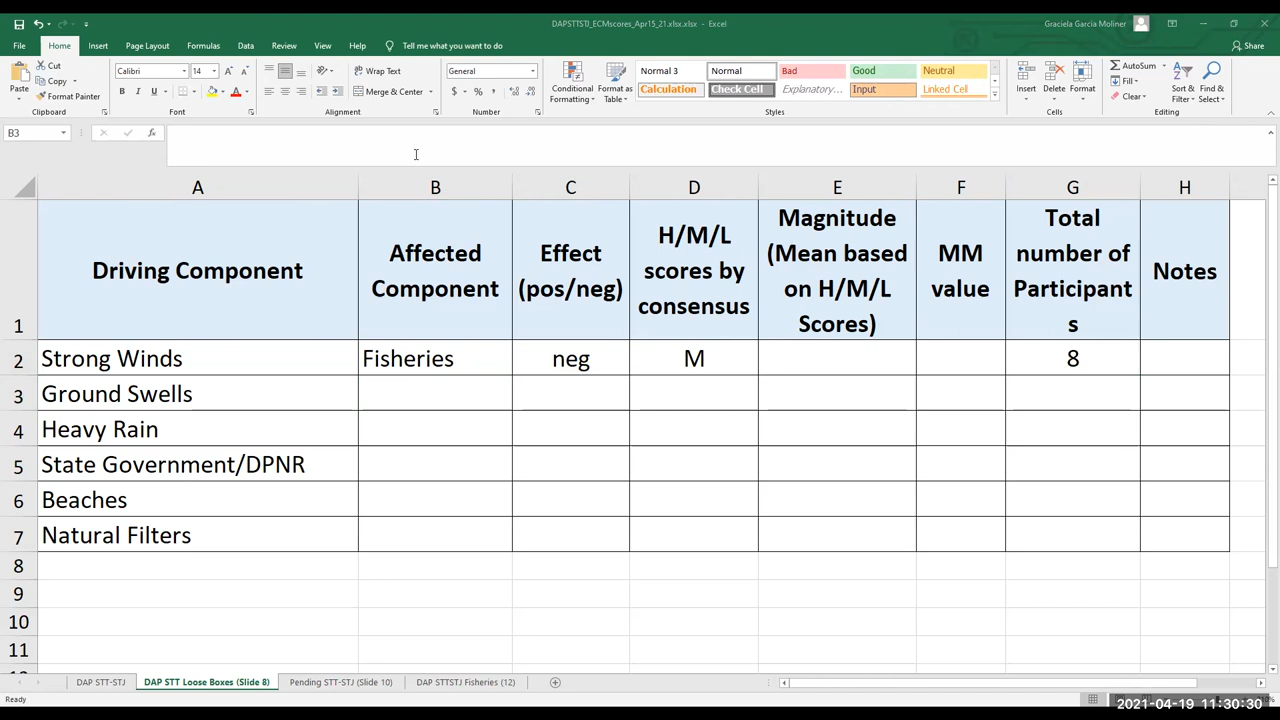 DAPSTTSTJ_ECMscores_Apr15_21.xlsx.xlsx - Excel
Graciela Garcia Moliner
File Home Insert Page Layout Formulas Data Review View Help Tell me what you want to do Share
Paste
Cut
Copy
Format Painter
Clipboard
Calibri 14
B I U
Font
Wrap Text
Merge & Center
Alignment
General
$ % ,
Number
Conditional Formatting
Format as Table
Normal 3 Normal Bad Good Neutral
Calculation Check Cell Explanatory... Input Linked Cell
Styles
Insert Delete Format
Cells
AutoSum
Fill
Clear
Sort & Filter
Find & Select
Editing
B3
fx
A B C D E F G H
1 Driving Component
Affected Component
Effect (pos/neg)
H/M/L scores by consensus
Magnitude (Mean based on H/M/L Scores)
MM value
Total number of Participants
Notes
2 Strong Winds Fisheries neg M 8
3 Ground Swells
4 Heavy Rain
5 State Government/DPNR
6 Beaches
7 Natural Filters
8
9
10
11
DAP STT-STJ DAP STT Loose Boxes (Slide 8) Pending STT-STJ (Slide 10) DAP STTSTJ Fisheries (12)
Ready
2021-04-19 11:30:30